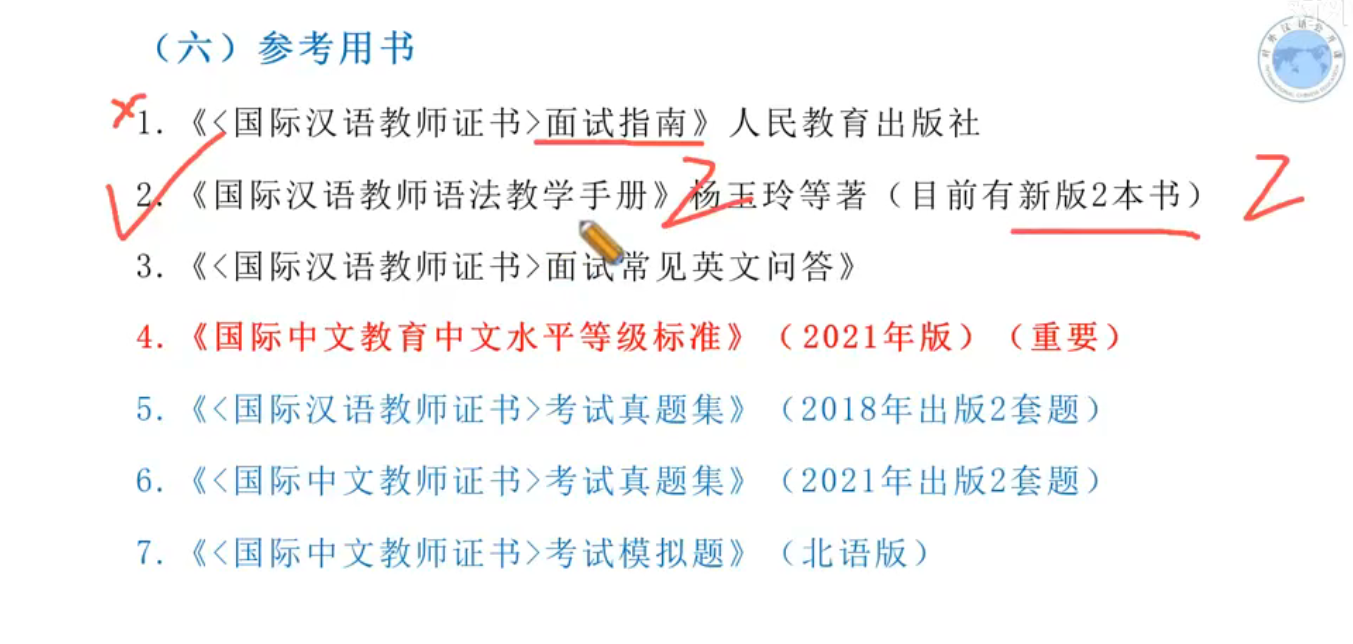 （六）参考用书
1. 《<国际汉语教师证书>面试指南》人民教育出版社
2. 《国际汉语教师语法教学手册》杨玉玲等著（目前有新版2本书）
3. 《<国际汉语教师证书>面试常见英文问答》
4. 《国际中文教育中文水平等级标准》（2021年版）（重要）
5. 《<国际汉语教师证书>考试真题集》（2018年出版2套题）
6. 《<国际中文教师证书>考试真题集》（2021年出版2套题）
7. 《<国际中文教师证书>考试模拟题》（北语版）